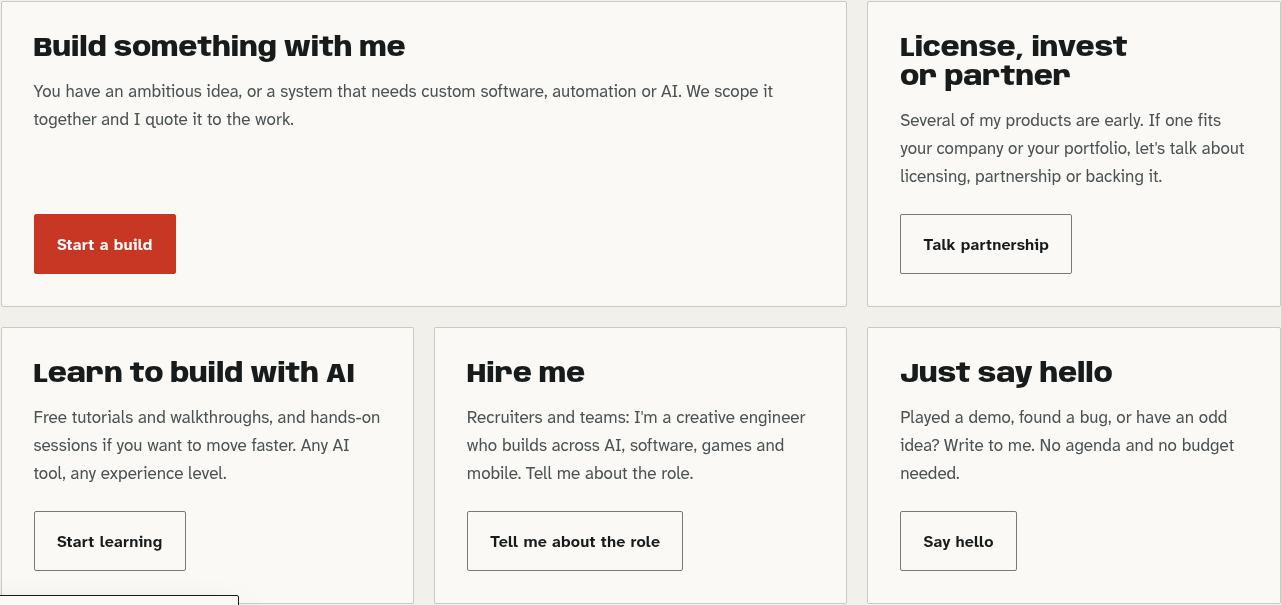 Build something with me
You have an ambitious idea, or a system that needs custom software, automation or AI. We scope it
together and I quote it to the work.
Start a build
License, invest
or partner
Several of my products are early. If one fits
your company or your portfolio, let's talk about
licensing, partnership or backing it.
Talk partnership
Learn to build with AI
Free tutorials and walkthroughs, and hands-on
sessions if you want to move faster. Any AI
tool, any experience level.
Start learning
Hire me
Recruiters and teams: I'm a creative engineer
who builds across AI, software, games and
mobile. Tell me about the role.
Tell me about the role
Just say hello
Played a demo, found a bug, or have an odd
idea? Write to me. No agenda and no budget
needed.
Say hello